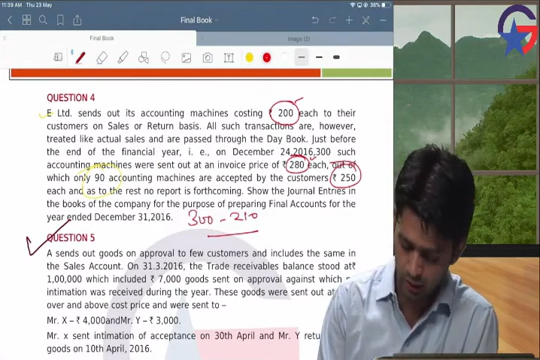 11:39 AM Thu 23 May
38%
Final Book
Final Book
Image (2)
QUESTION 4
E Ltd. sends out its accounting machines costing ₹ 200 each to their
customers on Sales or Return basis. All such transactions are, however,
treated like actual sales and are passed through the Day Book. Just before
the end of the financial year, i. e., on December 24,2016,300 such
accounting machines were sent out at an invoice price of ₹ 280 each, out of
which only 90 accounting machines are accepted by the customers ₹ 250
each and as to the rest no report is forthcoming. Show the Journal Entries in
the books of the company for the purpose of preparing Final Accounts for the
year ended December 31,2016.
300 - 210
QUESTION 5
A sends out goods on approval to few customers and includes the same in
the Sales Account. On 31.3.2016, the Trade receivables balance stood at₹
1,00,000 which included ₹ 7,000 goods sent on approval against which
intimation was received during the year. These goods were sent out at
over and above cost price and were sent to –
Mr. X – ₹ 4,000andMr. Y – ₹ 3,000.
Mr. x sent intimation of acceptance on 30th April and Mr. Y
goods on 10th April, 2016.